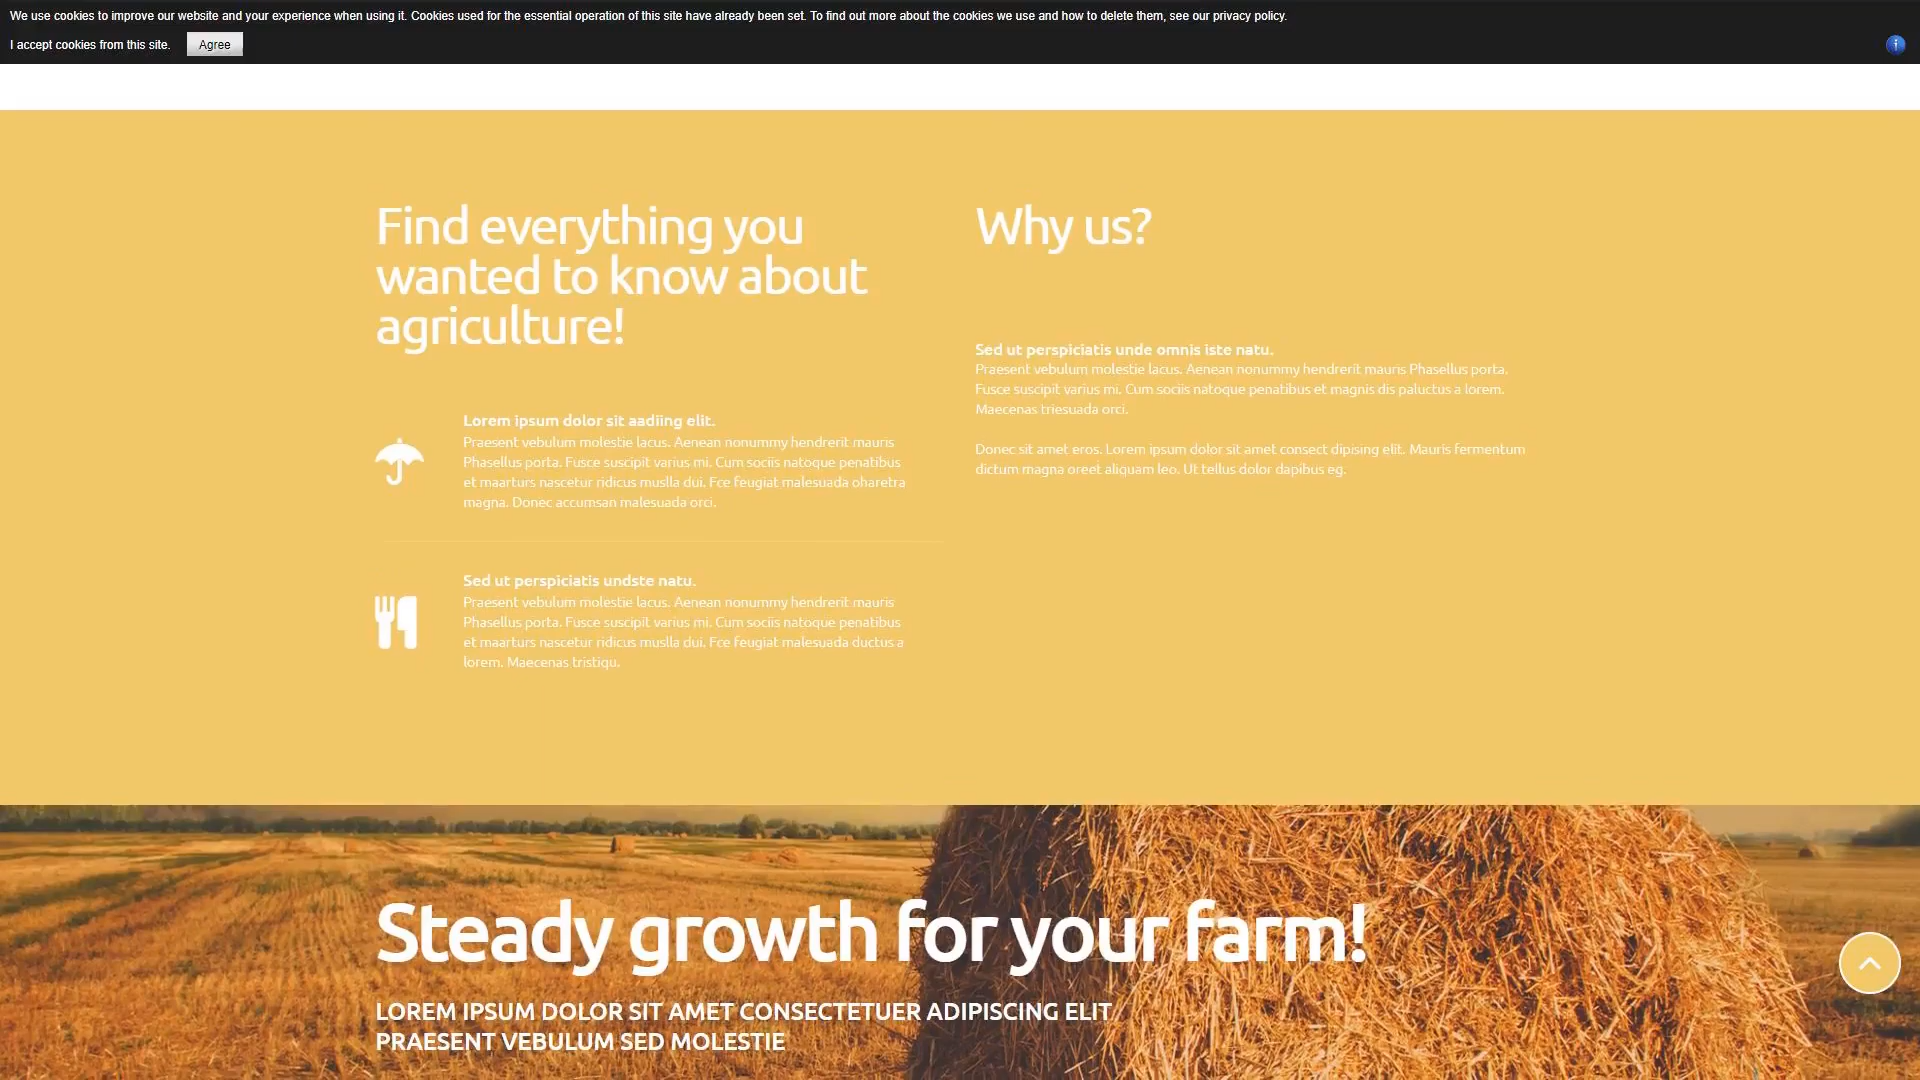 We use cookies to improve our website and your experience when using it. Cookies used for the essential operation of this site have already been set. To find out more about the cookies we use and how to delete them, see our privacy policy.
I accept cookies from this site.
Agree
Find everything you
wanted to know about
agriculture!
Lorem ipsum dolor sit aadiing elit.
Praesent vebulum molestie lacus. Aenean nonummy hendrerit mauris
Phasellus porta. Fusce suscipit varius mi. Cum sociis natoque penatibus
et maarturs nascetur ridicus muslla dui. Fce feugiat malesuada oharetra
magna. Donec accumsan malesuada orci.
Sed ut perspiciatis undste natu.
Praesent vebulum molestie lacus. Aenean nonummy hendrerit mauris
Phasellus porta. Fusce suscipit varius mi. Cum sociis natoque penatibus
et maarturs nascetur ridicus muslla dui. Fce feugiat malesuada ductus a
lorem. Maecenas tristiqu.
Why us?
Sed ut perspiciatis unde omnis iste natu.
Praesent vebulum molestie lacus. Aenean nonummy hendrerit mauris Phasellus porta.
Fusce suscipit varius mi. Cum sociis natoque penatibus et magnis dis paluctus a lorem.
Maecenas triesuada orci.
Donec sit amet eros. Lorem ipsum dolor sit amet consect dipising elit. Mauris fermentum
dictum magna oreet aliquam leo. Ut tellus dolor dapibus eg.
Steady growth for your farm!
LOREM IPSUM DOLOR SIT AMET CONSECTETUER ADIPISCING ELIT
PRAESENT VEBULUM SED MOLESTIE